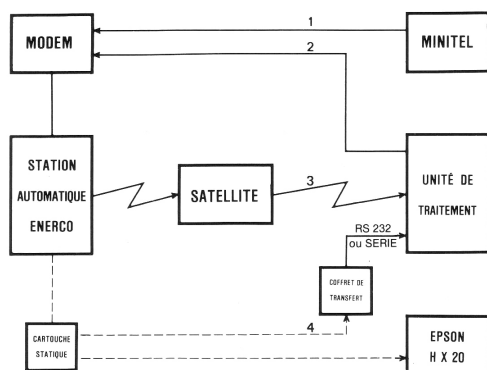 MODEM
1
2
MINITEL
STATION
AUTOMATIQUE
ENERCO
SATELLITE
3
UNITÉ DE
TRAITEMENT
RS 232
ou SERIE
COFFRET DE
TRANSFERT
CARTOUCHE
STATIQUE
4
EPSON
H X 20